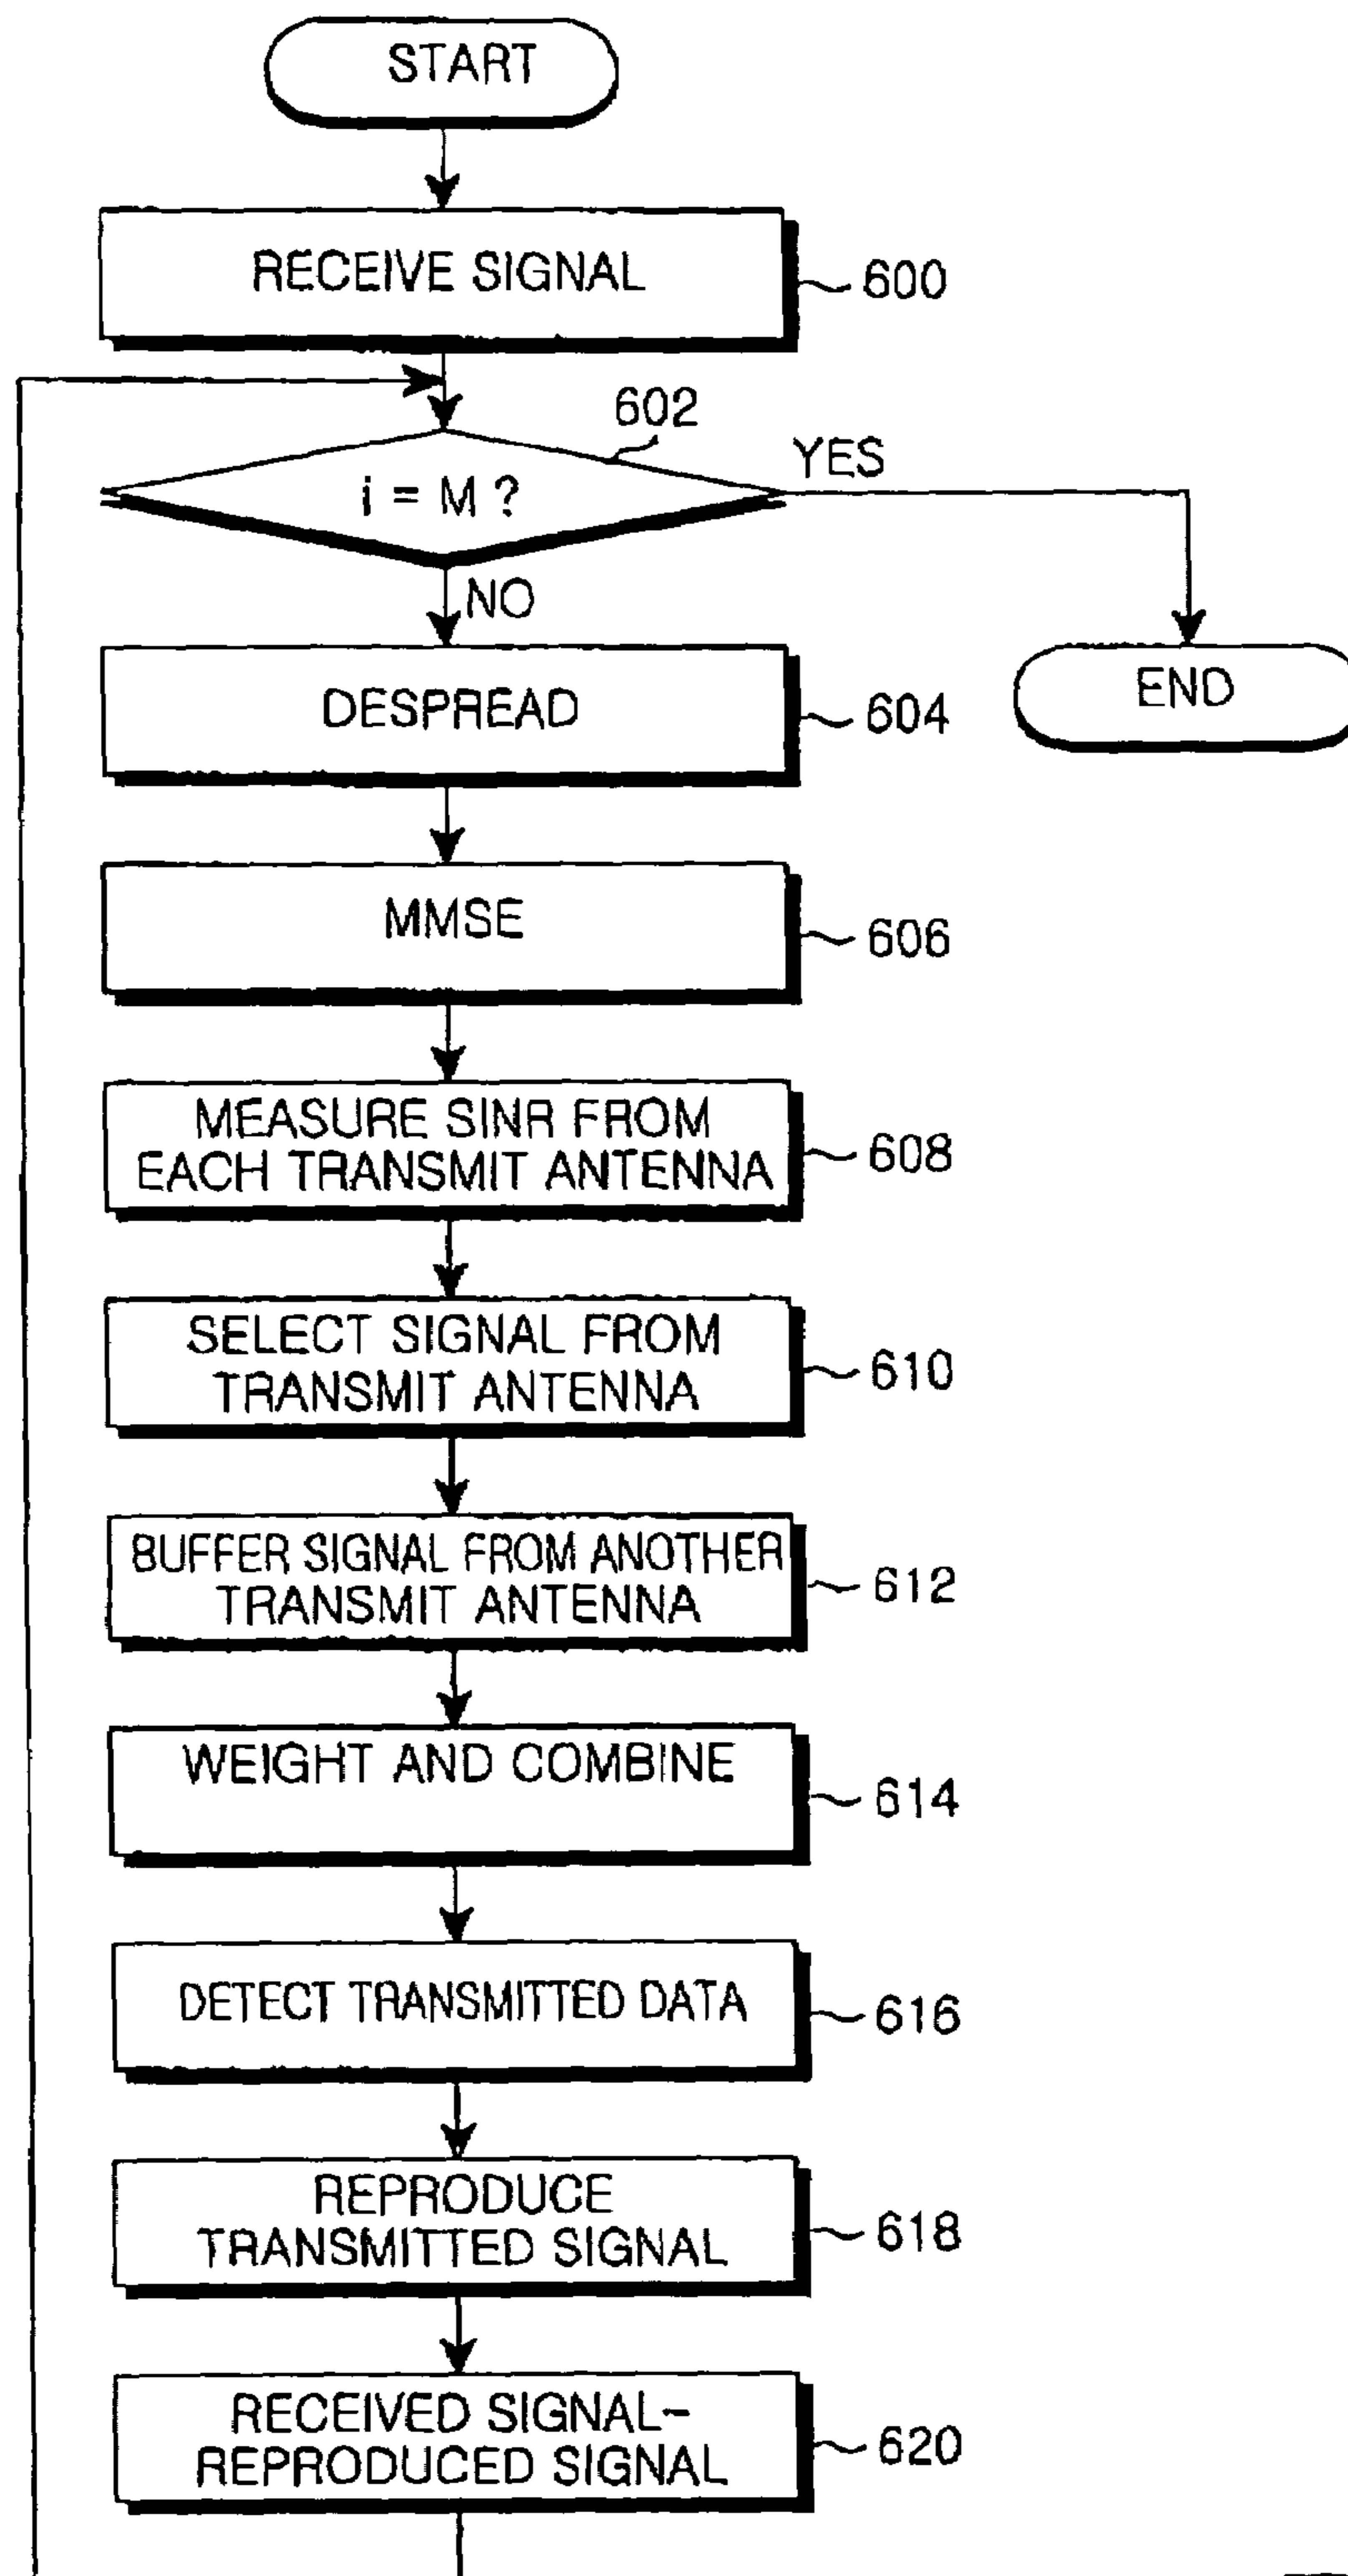 START
RECEIVE SIGNAL
600
602
i = M ?
YES
NO
DESPREAD
604
END
MMSE
606
MEASURE SINR FROM
EACH TRANSMIT ANTENNA
608
SELECT SIGNAL FROM
TRANSMIT ANTENNA
610
BUFFER SIGNAL FROM ANOTHER
TRANSMIT ANTENNA
612
WEIGHT AND COMBINE
614
DETECT TRANSMITTED DATA
616
REPRODUCE
TRANSMITTED SIGNAL
618
RECEIVED SIGNAL-
REPRODUCED SIGNAL
620